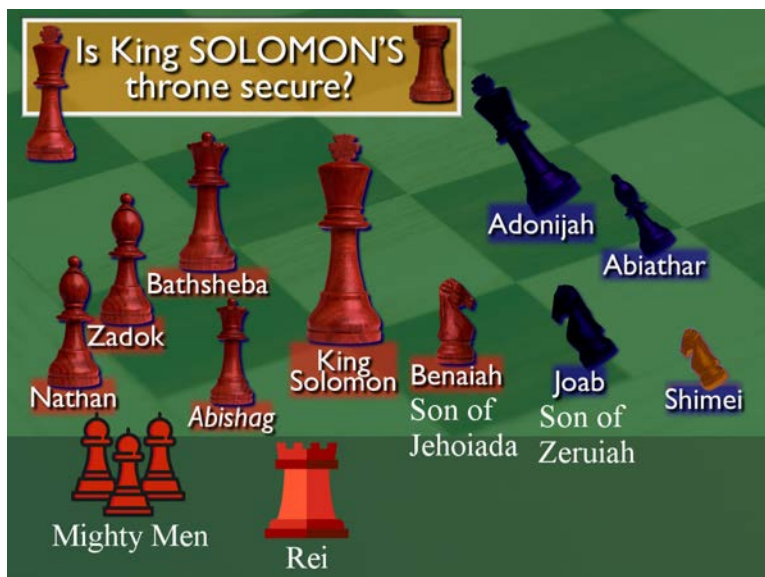 Is King SOLOMON'S
throne secure?
Adonijah
Abiathar
Bathsheba
Zadok
Nathan
Abishag
King
Solomon
Benaiah
Son of
Jehoiada
Joab
Son of
Zeruiah
Shimei
Mighty Men
Rei